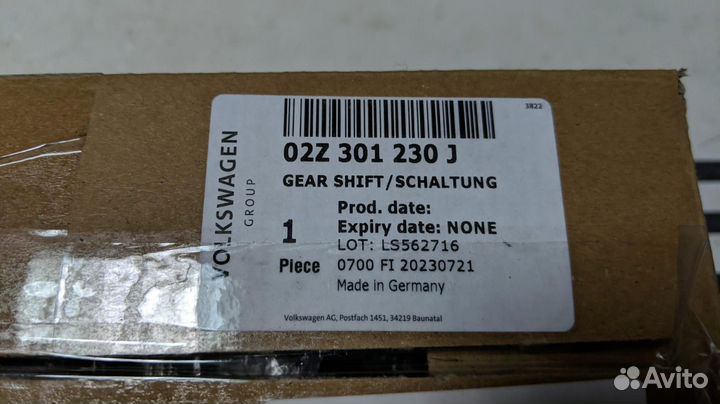 3822
02Z 301 230 J
GEAR SHIFT/SCHALTUNG
VOLKSWAGEN
GROUP
Prod. date:
1 Expiry date: NONE
LOT: LS562716
Piece 0700 FI 20230721
Made in Germany
Volkswagen AG, Postfach 1451, 34219 Baunatal
Avito